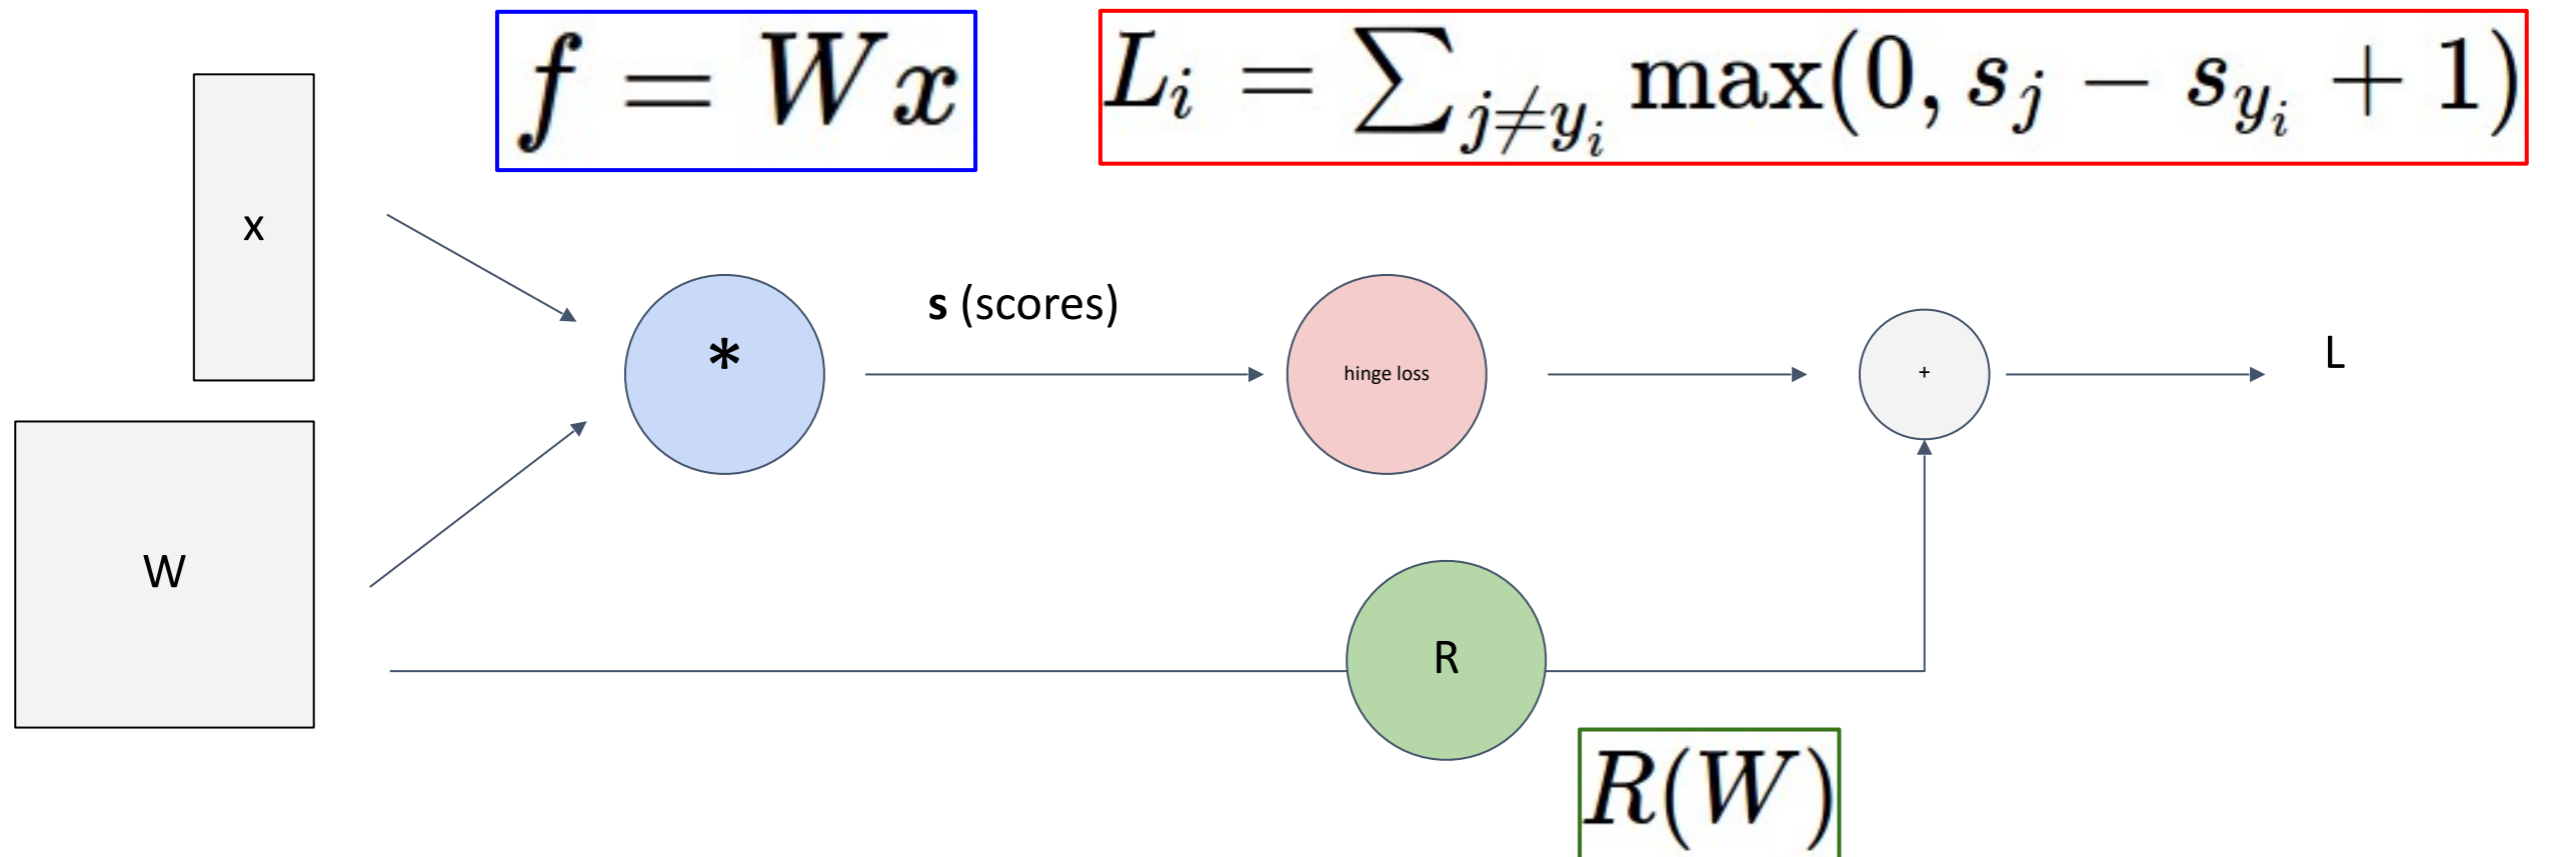 f = Wx
L_i = ∑_{j≠y_i} max(0, s_j − s_{y_i} + 1)
x
s (scores)
*
hinge loss
+
L
W
R
R(W)